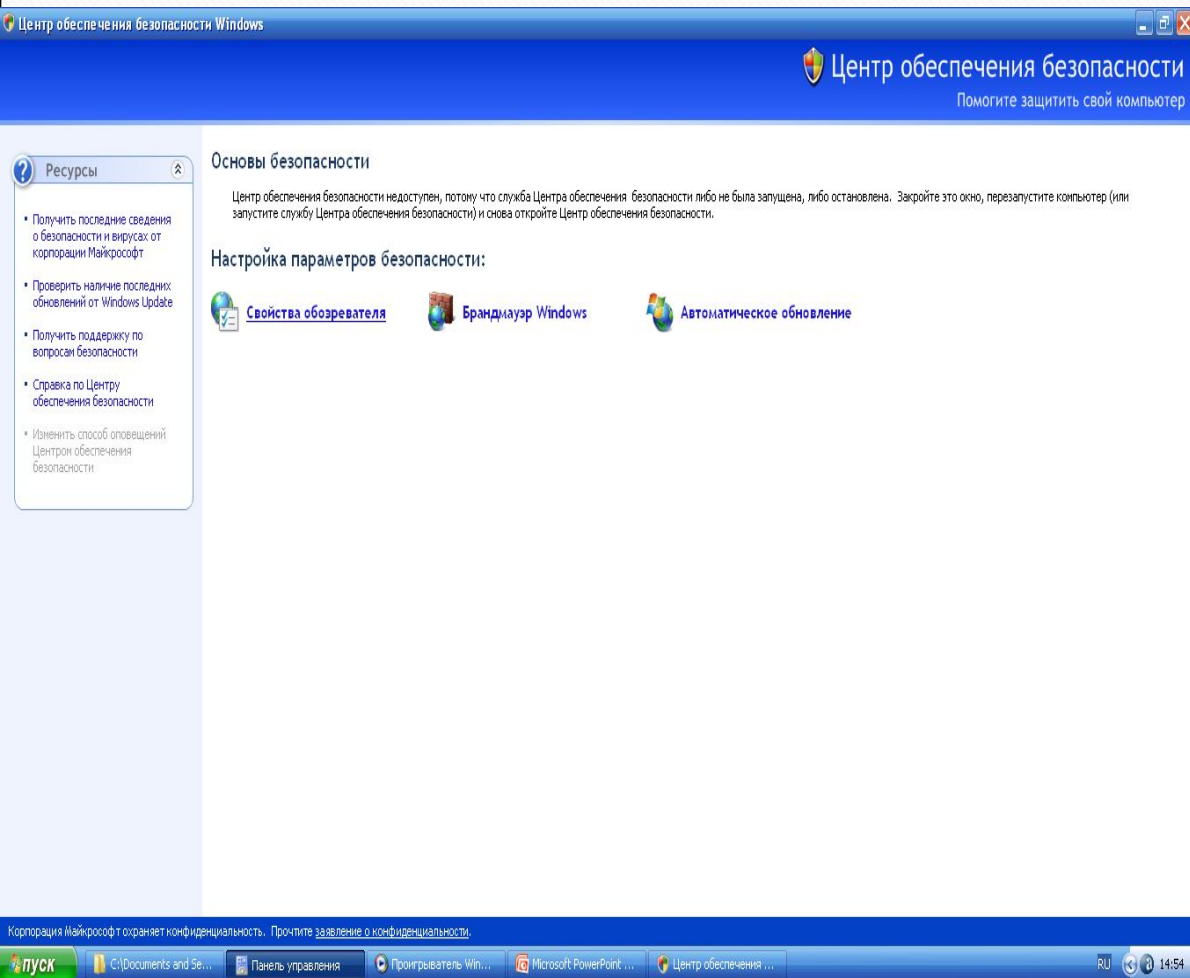 Центр обеспечения безопасности Windows
Центр обеспечения безопасности
Помогите защитить свой компьютер
Ресурсы
Получить последние сведения
о безопасности и вирусах от
корпорации Майкрософт
Проверить наличие последних
обновлений от Windows Update
Получить поддержку по
вопросам безопасности
Справка по Центру
обеспечения безопасности
Изменить способ оповещений
Центром обеспечения
безопасности
Основы безопасности
Центр обеспечения безопасности недоступен, потому что служба Центра обеспечения безопасности либо не была запущена, либо остановлена. Закройте это окно, перезапустите компьютер (или
запустите службу Центра обеспечения безопасности) и снова откройте Центр обеспечения безопасности.
Настройка параметров безопасности:
Свойства обозревателя
Брандмауэр Windows
Автоматическое обновление
Корпорация Майкрософт охраняет конфиденциальность. Прочтите заявление о конфиденциальности.
пуск
C:\Documents and Se...
Панель управления
Проигрыватель Win...
Microsoft PowerPoint ...
Центр обеспечения ...
RU
14:54